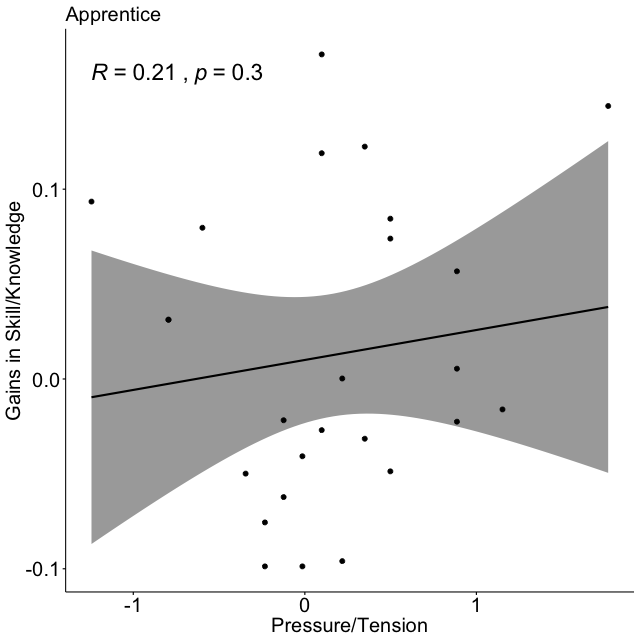 Apprentice
R = 0.21 , p = 0.3
Gains in Skill/Knowledge
0.1
0.0
-0.1
-1
0
1
Pressure/Tension